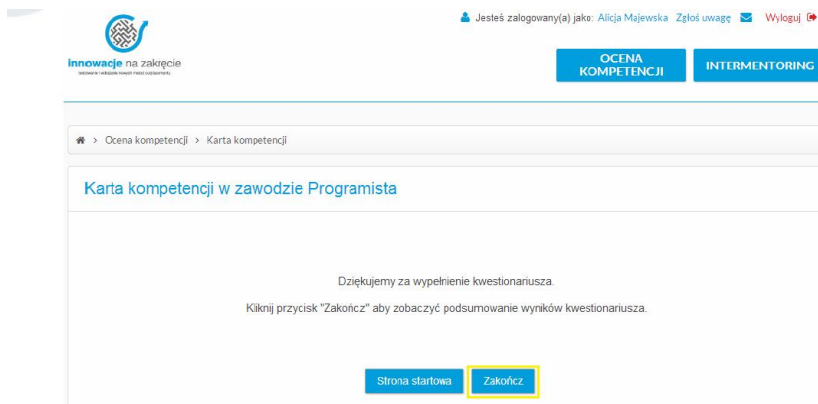 Jesteś zalogowany(a) jako: Alicja Majewska Zgłoś uwagę Wyloguj
innowacje na zakręcie
OCENA KOMPETENCJI
INTERMENTORING
> Ocena kompetencji > Karta kompetencji
Karta kompetencji w zawodzie Programista
Dziękujemy za wypełnienie kwestionariusza.
Kliknij przycisk "Zakończ" aby zobaczyć podsumowanie wyników kwestionariusza.
Strona startowa Zakończ